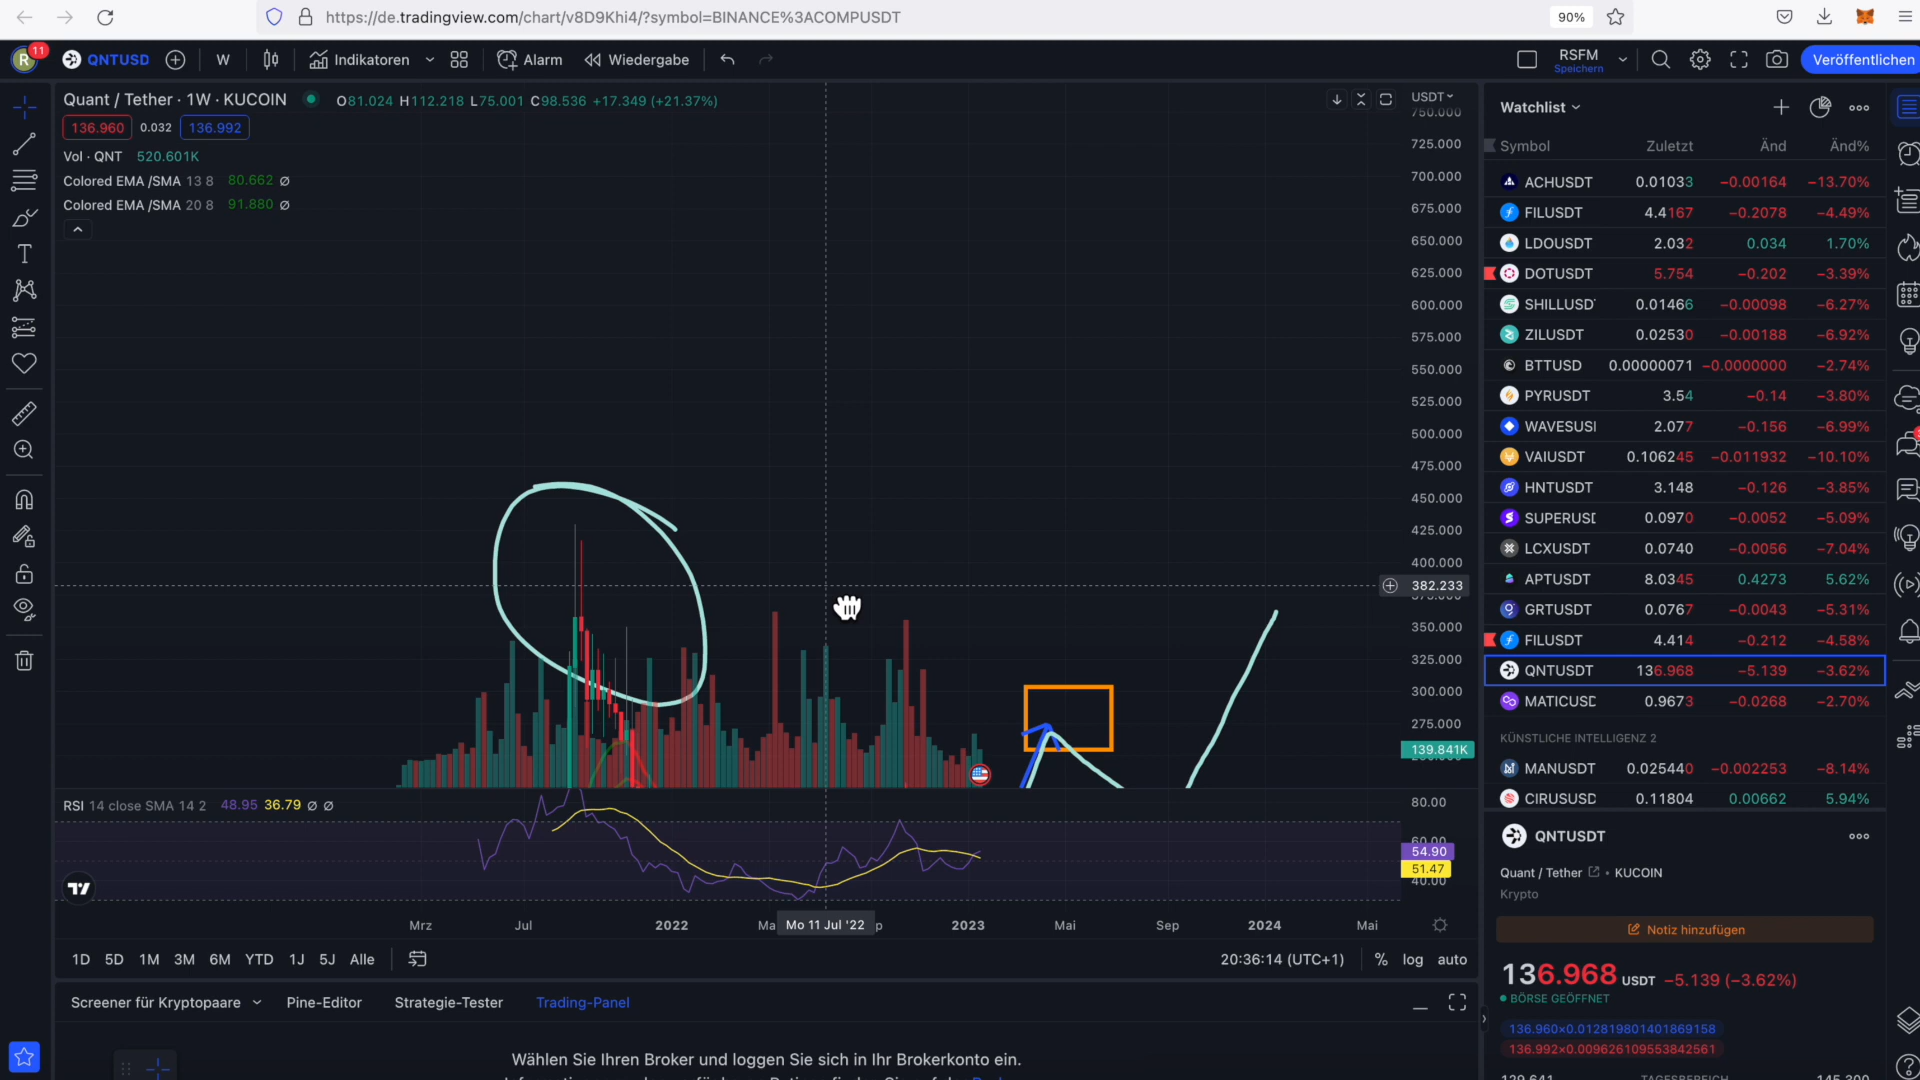 https://de.tradingview.com/chart/v8D9Khi4/?symbol=BINANCE%3ACOMPUSDT
90%
R
11
QNTUSD
W
Indikatoren
Alarm
Wiedergabe
RSFM
Speichern
Veröffentlichen
Quant / Tether · 1W · KUCOIN
O81.024 H112.218 L75.001 C98.536 +17.349 (+21.37%)
136.960 0.032 136.992
Vol · QNT 520.601K
Colored EMA /SMA 13 8 80.662 ∅
Colored EMA /SMA 20 8 91.880 ∅
USDT
750.000
725.000
700.000
675.000
650.000
625.000
600.000
575.000
550.000
525.000
500.000
475.000
450.000
425.000
400.000
382.233
350.000
325.000
300.000
275.000
139.841K
RSI 14 close SMA 14 2 48.95 36.79 ∅ ∅
80.00
60.00
54.90
51.47
40.00
Mrz
Jul
2022
Ma
Mo 11 Jul '22
p
2023
Mai
Sep
2024
Mai
1D 5D 1M 3M 6M YTD 1J 5J Alle
20:36:14 (UTC+1)
% log auto
Screener für Kryptopaare
Pine-Editor
Strategie-Tester
Trading-Panel
Wählen Sie Ihren Broker und loggen Sie sich in Ihr Brokerkonto ein.
Watchlist
Symbol Zuletzt Änd Änd%
ACHUSDT 0.01033 −0.00164 −13.70%
FILUSDT 4.4167 −0.2078 −4.49%
LDOUSDT 2.032 0.034 1.70%
DOTUSDT 5.754 −0.202 −3.39%
SHILLUSD 0.01466 −0.00098 −6.27%
ZILUSDT 0.02530 −0.00188 −6.92%
BTTUSD 0.00000071 −0.0000000 −2.74%
PYRUSDT 3.54 −0.14 −3.80%
WAVESUSI 2.077 −0.156 −6.99%
VAIUSDT 0.106245 −0.011932 −10.10%
HNTUSDT 3.148 −0.126 −3.85%
SUPERUSD 0.0970 −0.0052 −5.09%
LCXUSDT 0.0740 −0.0056 −7.04%
APTUSDT 8.0345 0.4273 5.62%
GRTUSDT 0.0767 −0.0043 −5.31%
FILUSDT 4.414 −0.212 −4.58%
QNTUSDT 136.968 −5.139 −3.62%
MATICUSD 0.9673 −0.0268 −2.70%
KÜNSTLICHE INTELLIGENZ 2
MANUSDT 0.025440 −0.002253 −8.14%
CIRUSUSD 0.11804 0.00662 5.94%
QNTUSDT
Quant / Tether • KUCOIN
Krypto
Notiz hinzufügen
136.968 USDT −5.139 (−3.62%)
BÖRSE GEÖFFNET
136.960×0.012819801401869158
136.992×0.009626109553842561